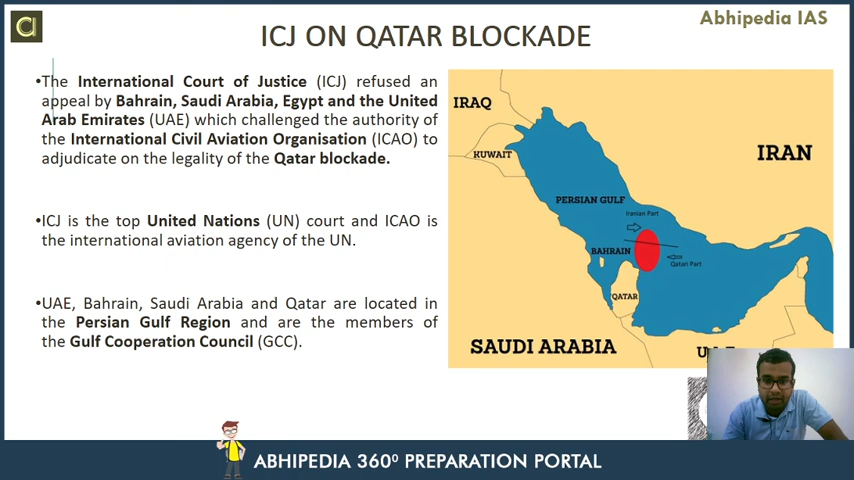 Abhipedia IAS
ICJ ON QATAR BLOCKADE
•The International Court of Justice (ICJ) refused an
appeal by Bahrain, Saudi Arabia, Egypt and the United
Arab Emirates (UAE) which challenged the authority of
the International Civil Aviation Organisation (ICAO) to
adjudicate on the legality of the Qatar blockade.
•ICJ is the top United Nations (UN) court and ICAO is
the international aviation agency of the UN.
•UAE, Bahrain, Saudi Arabia and Qatar are located in
the Persian Gulf Region and are the members of
the Gulf Cooperation Council (GCC).
IRAQ
KUWAIT
IRAN
PERSIAN GULF
Iranian Part
BAHRAIN
Qatari Part
QATAR
SAUDI ARABIA
ABHIPEDIA 360⁰ PREPARATION PORTAL